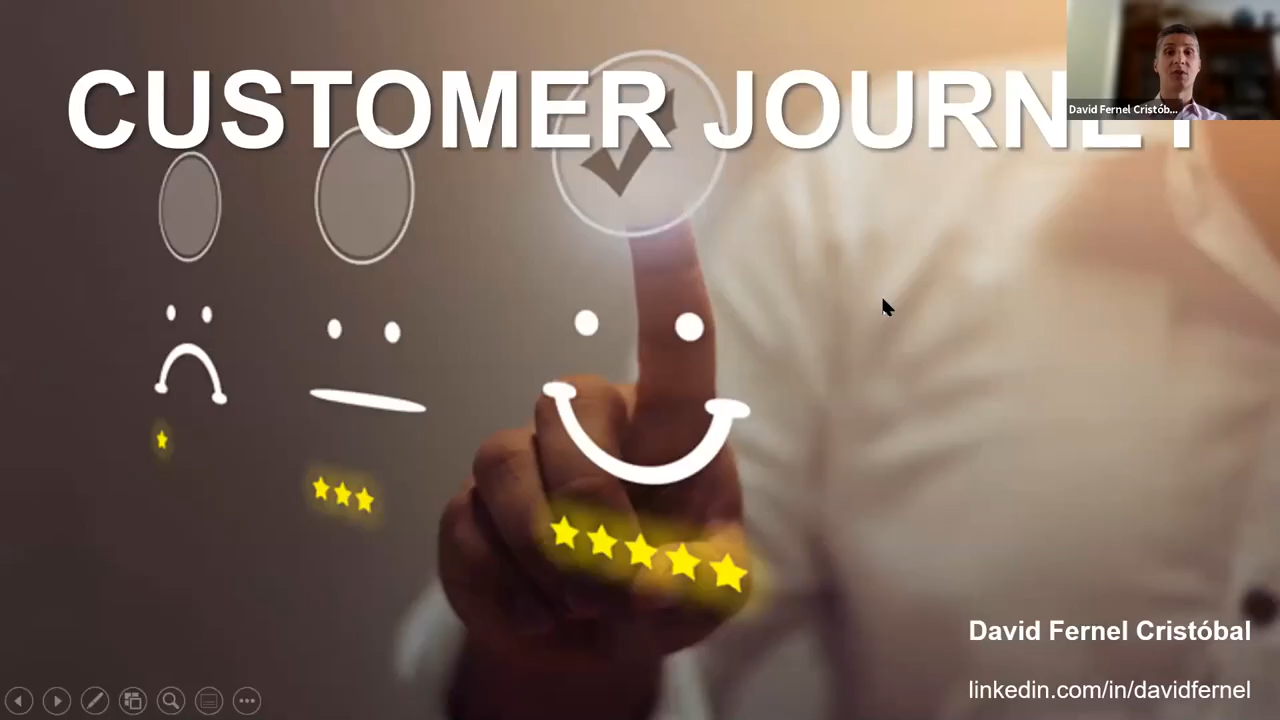 CUSTOMER JOURNEY
David Fernel Cristób...
David Fernel Cristóbal
linkedin.com/in/davidfernel